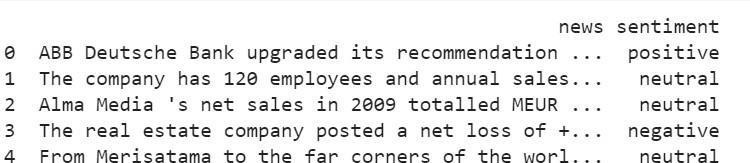 news sentiment
0 ABB Deutsche Bank upgraded its recommendation ... positive
1 The company has 120 employees and annual sales... neutral
2 Alma Media 's net sales in 2009 totalled MEUR ... neutral
3 The real estate company posted a net loss of +... negative
4 From Merisatama to the far corners of the worl... neutral